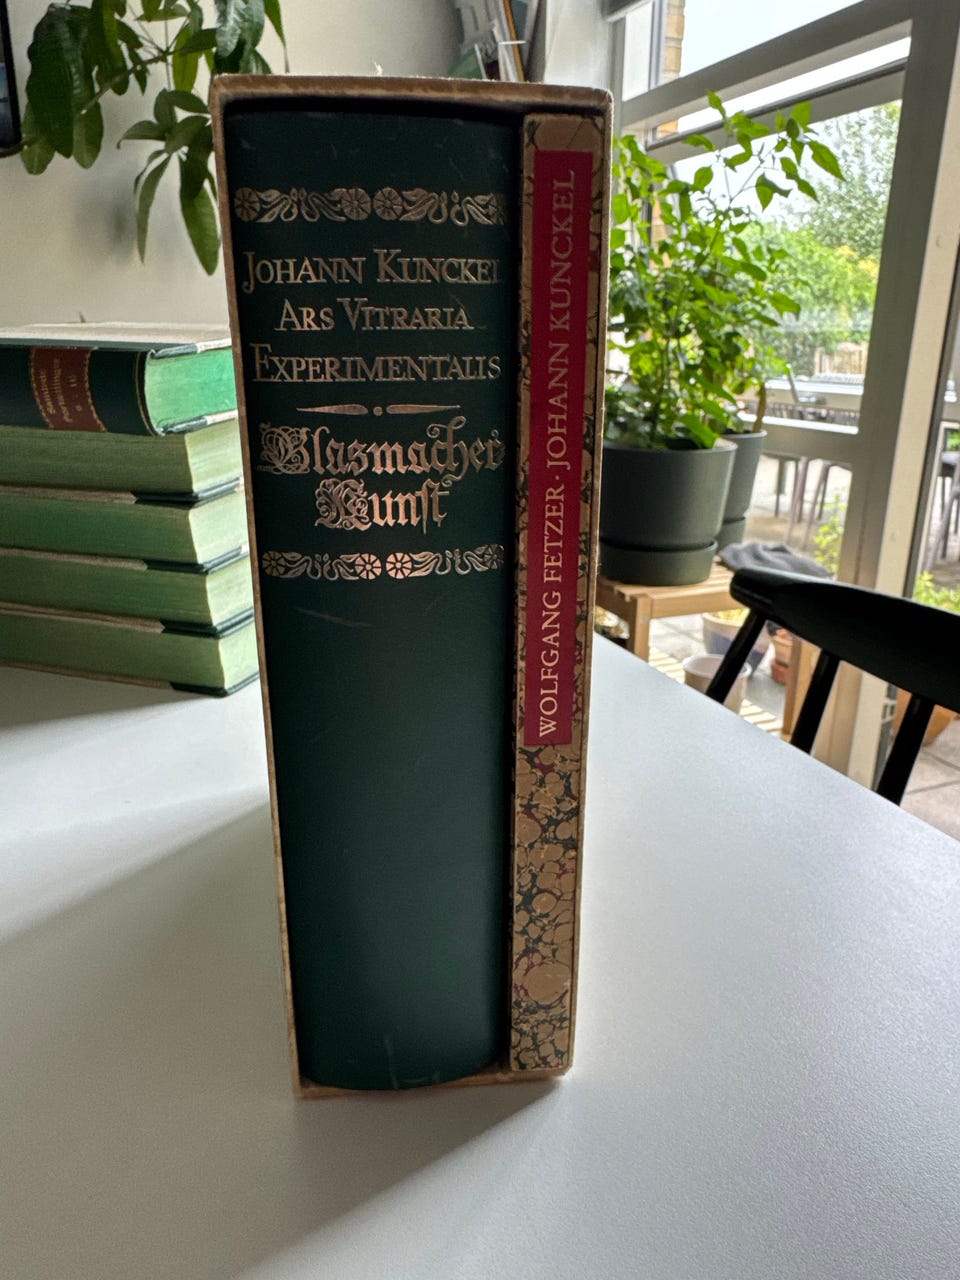 JOHANN KUNCKEL
ARS VITRARIA
EXPERIMENTALIS
Glasmacher
Kunst
WOLFGANG FETZER · JOHANN KUNCKEL